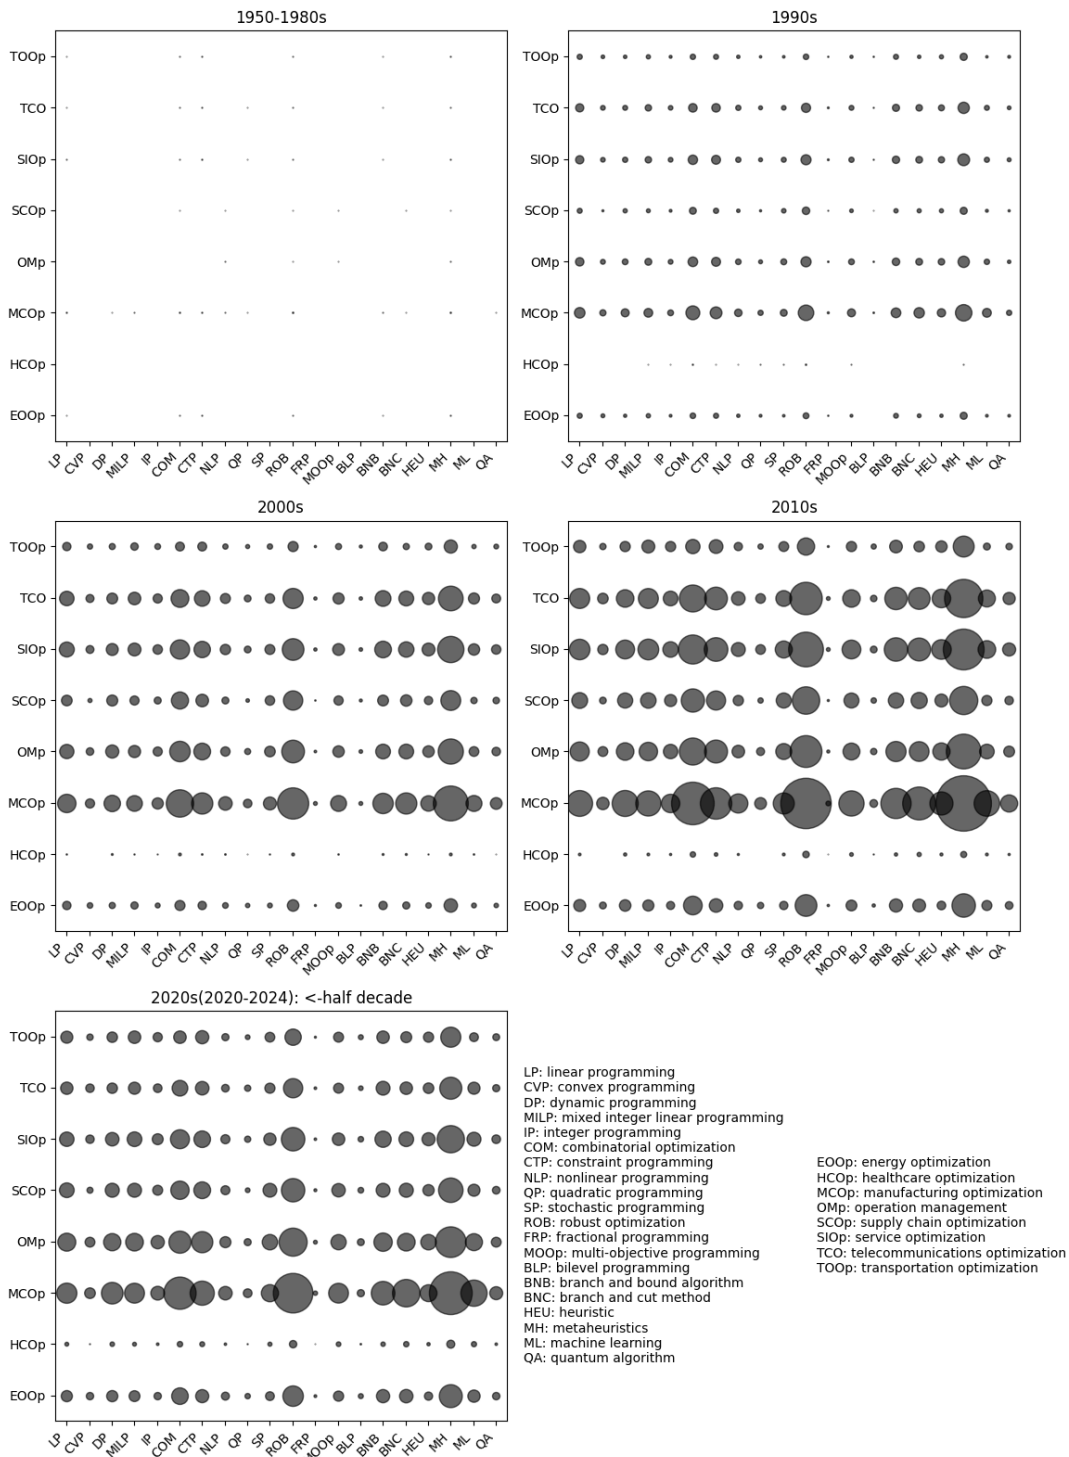 1950-1980s
TOOp
TCO
SIOp
SCOp
OMp
MCOp
HCOp
EOOp
LP
CVP
DP
MILP
IP
COM
CTP
NLP
QP
SP
ROB
FRP
MOOp
BLP
BNB
BNC
HEU
MH
ML
QA
1990s
TOOp
TCO
SIOp
SCOp
OMp
MCOp
HCOp
EOOp
LP
CVP
DP
MILP
IP
COM
CTP
NLP
QP
SP
ROB
FRP
MOOp
BLP
BNB
BNC
HEU
MH
ML
QA
2000s
TOOp
TCO
SIOp
SCOp
OMp
MCOp
HCOp
EOOp
LP
CVP
DP
MILP
IP
COM
CTP
NLP
QP
SP
ROB
FRP
MOOp
BLP
BNB
BNC
HEU
MH
ML
QA
2010s
TOOp
TCO
SIOp
SCOp
OMp
MCOp
HCOp
EOOp
LP
CVP
DP
MILP
IP
COM
CTP
NLP
QP
SP
ROB
FRP
MOOp
BLP
BNB
BNC
HEU
MH
ML
QA
2020s(2020-2024): <-half decade
TOOp
TCO
SIOp
SCOp
OMp
MCOp
HCOp
EOOp
LP
CVP
DP
MILP
IP
COM
CTP
NLP
QP
SP
ROB
FRP
MOOp
BLP
BNB
BNC
HEU
MH
ML
QA
LP: linear programming
CVP: convex programming
DP: dynamic programming
MILP: mixed integer linear programming
IP: integer programming
COM: combinatorial optimization
CTP: constraint programming
NLP: nonlinear programming
QP: quadratic programming
SP: stochastic programming
ROB: robust optimization
FRP: fractional programming
MOOp: multi-objective programming
BLP: bilevel programming
BNB: branch and bound algorithm
BNC: branch and cut method
HEU: heuristic
MH: metaheuristics
ML: machine learning
QA: quantum algorithm
EOOp: energy optimization
HCOp: healthcare optimization
MCOp: manufacturing optimization
OMp: operation management
SCOp: supply chain optimization
SIOp: service optimization
TCO: telecommunications optimization
TOOp: transportation optimization